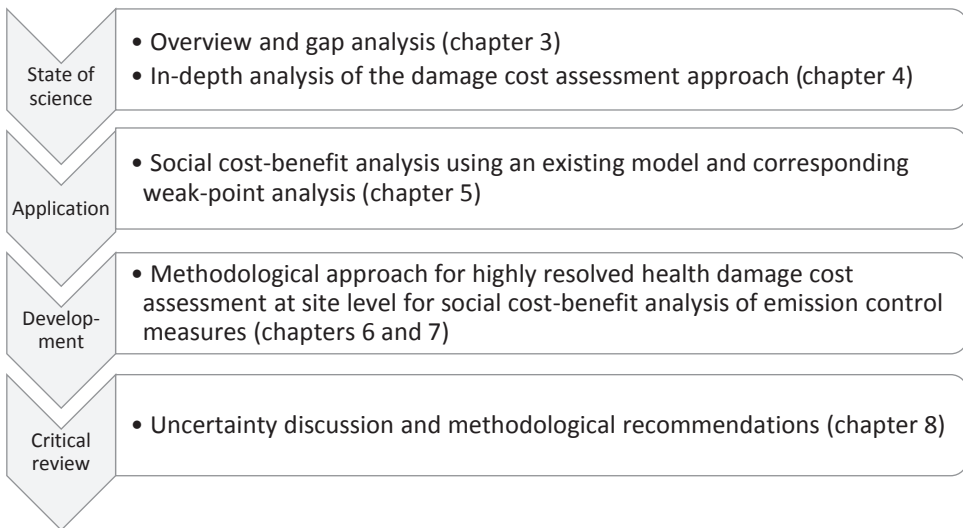 State of
science
• Overview and gap analysis (chapter 3)
• In-depth analysis of the damage cost assessment approach (chapter 4)
Application
• Social cost-benefit analysis using an existing model and corresponding
weak-point analysis (chapter 5)
Develop-
ment
• Methodological approach for highly resolved health damage cost
assessment at site level for social cost-benefit analysis of emission control
measures (chapters 6 and 7)
Critical
review
• Uncertainty discussion and methodological recommendations (chapter 8)